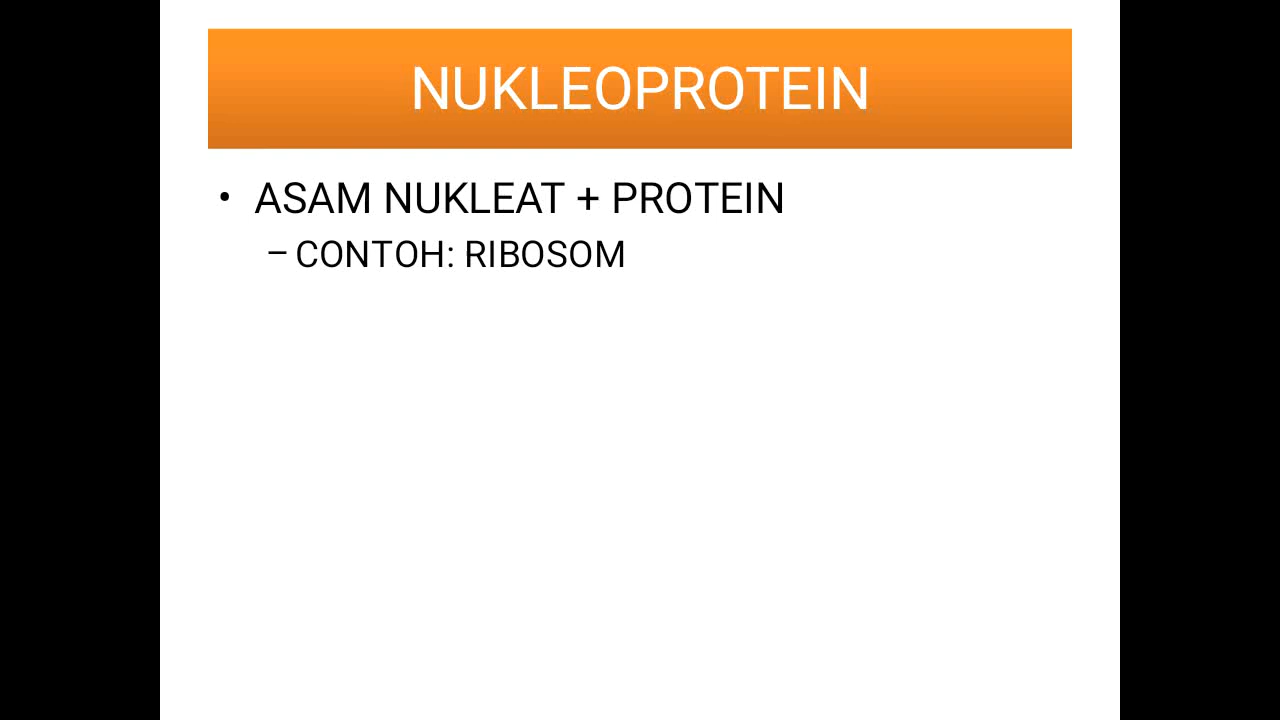 NUKLEOPROTEIN
• ASAM NUKLEAT + PROTEIN
– CONTOH: RIBOSOM